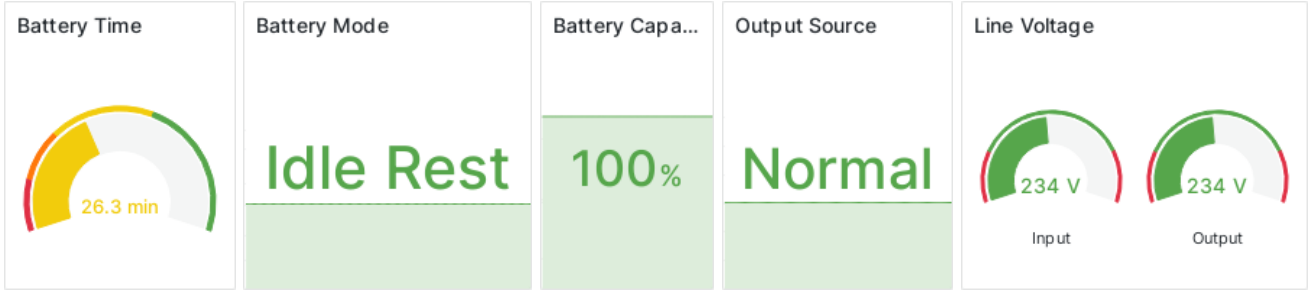 Battery Time
26.3 min
Battery Mode
Idle Rest
Battery Capa...
100%
Output Source
Normal
Line Voltage
234 V
Input
234 V
Output